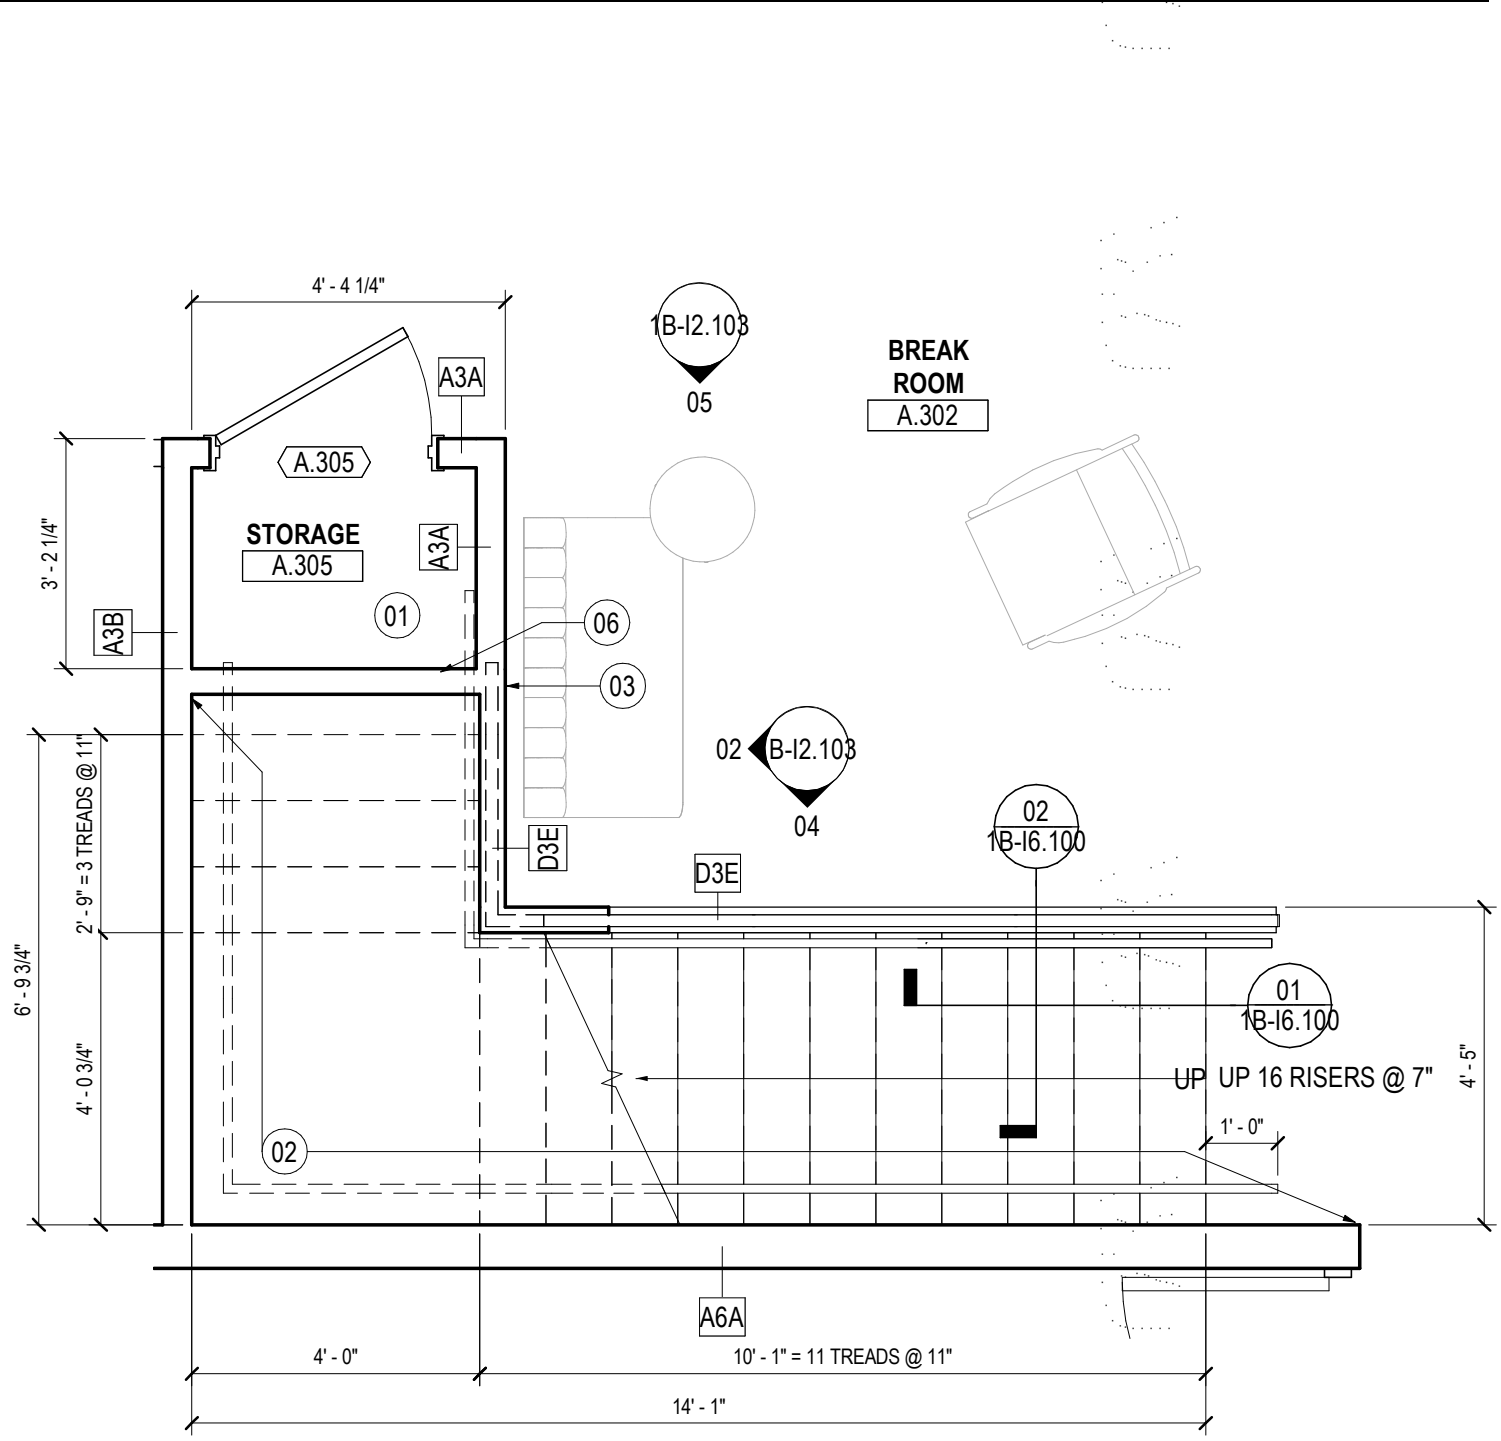 4' - 4 1/4"
1B-I2.103
05
BREAK
ROOM
A.302
A3A
A.305
STORAGE
A.305
A3A
3' - 2 1/4"
01
06
A3B
03
02
B-I2.103
04
2' - 9" = 3 TREADS @ 11"
D3E
D3E
02
1B-I6.100
6' - 9 3/4"
01
1B-I6.100
4' - 0 3/4"
UP
UP 16 RISERS @ 7"
4' - 5"
1' - 0"
02
A6A
4' - 0"
10' - 1" = 11 TREADS @ 11"
14' - 1"